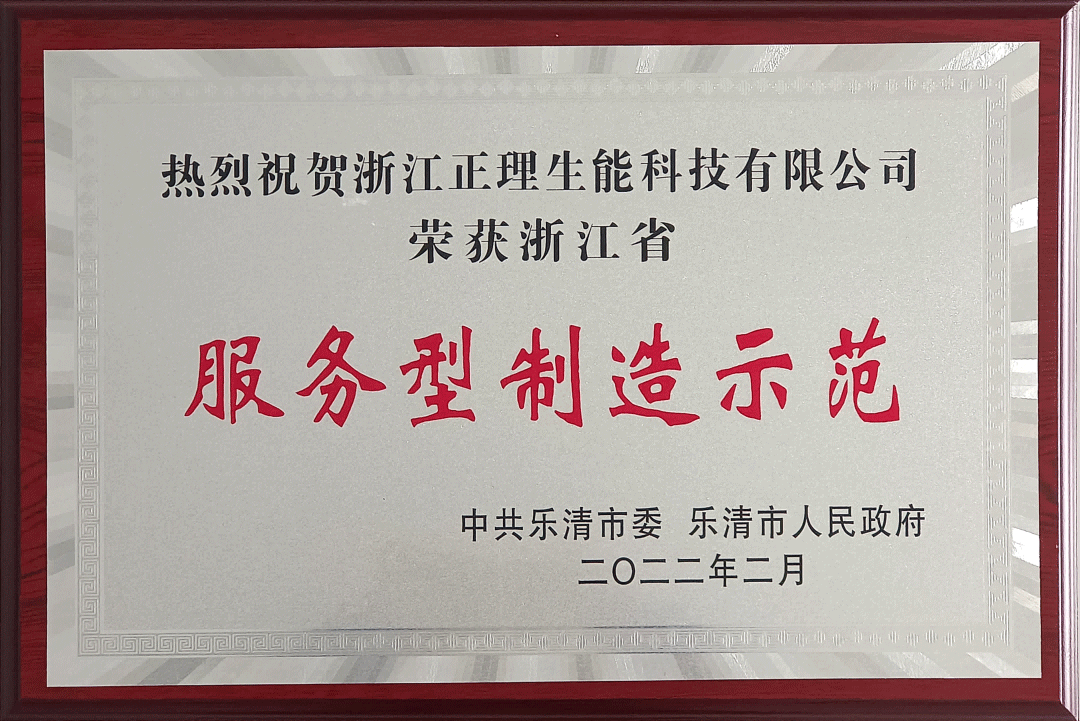 热烈祝贺浙江正理生能科技有限公司
荣获浙江省
服务型制造示范
中共乐清市委 乐清市人民政府
二〇二二年二月